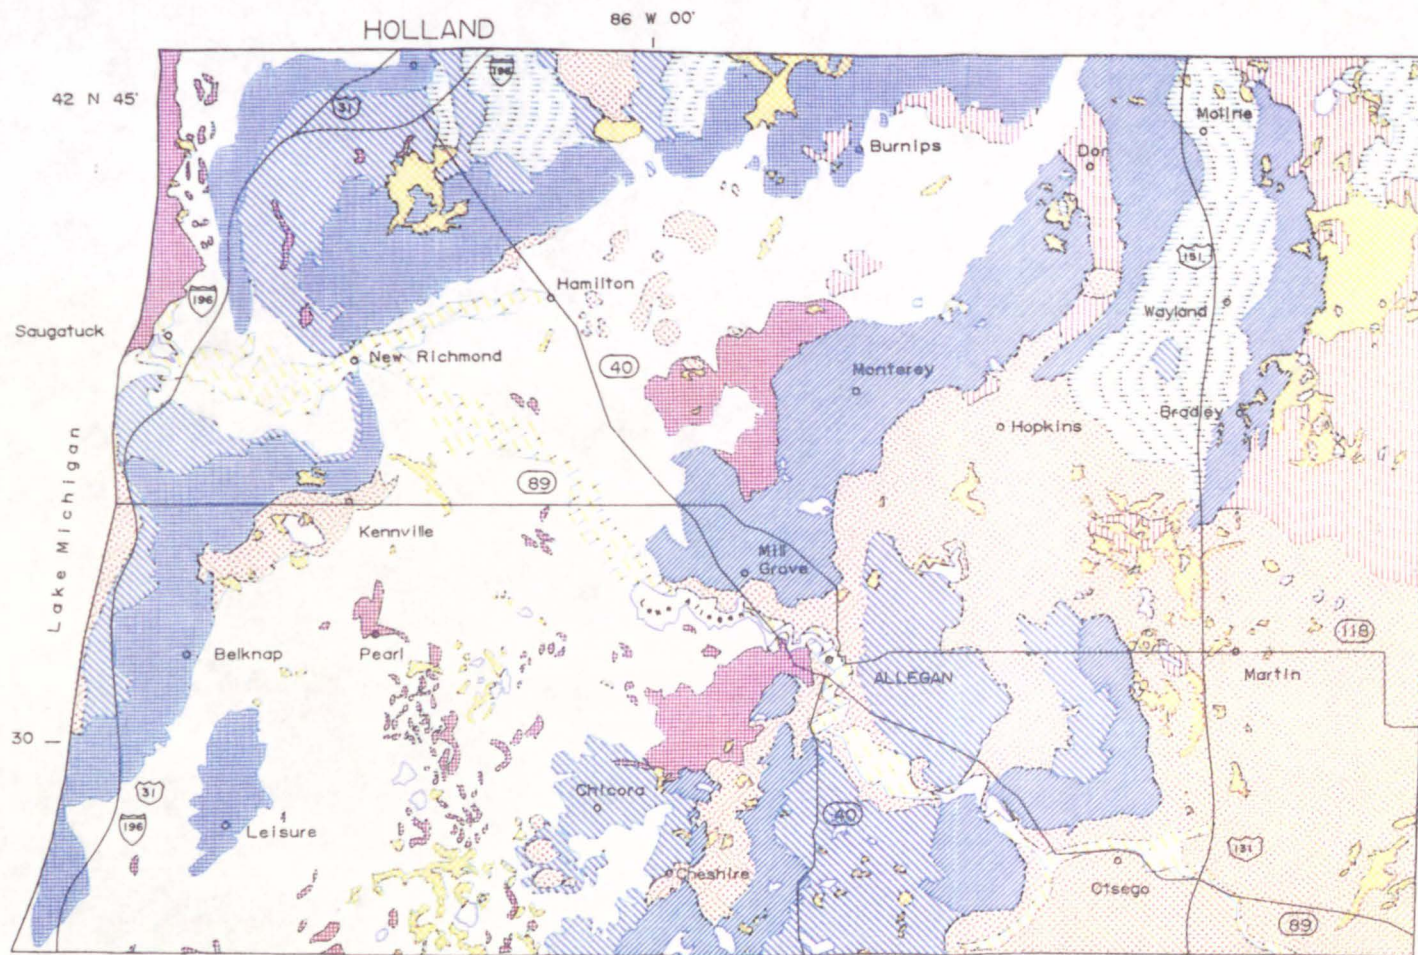 86 W 00'
HOLLAND
42 N 45'
196
31
Moline
Burnips
Dor
151
196
Hamilton
Wayland
Saugatuck
New Richmond
40
Monterey
Bradley
Hopkins
89
Kennville
Mill
Grove
Lake Michigan
118
Belknap
Pearl
ALLEGAN
Martin
30
31
Chicora
196
Leisure
40
131
Cheshire
Otsego
89